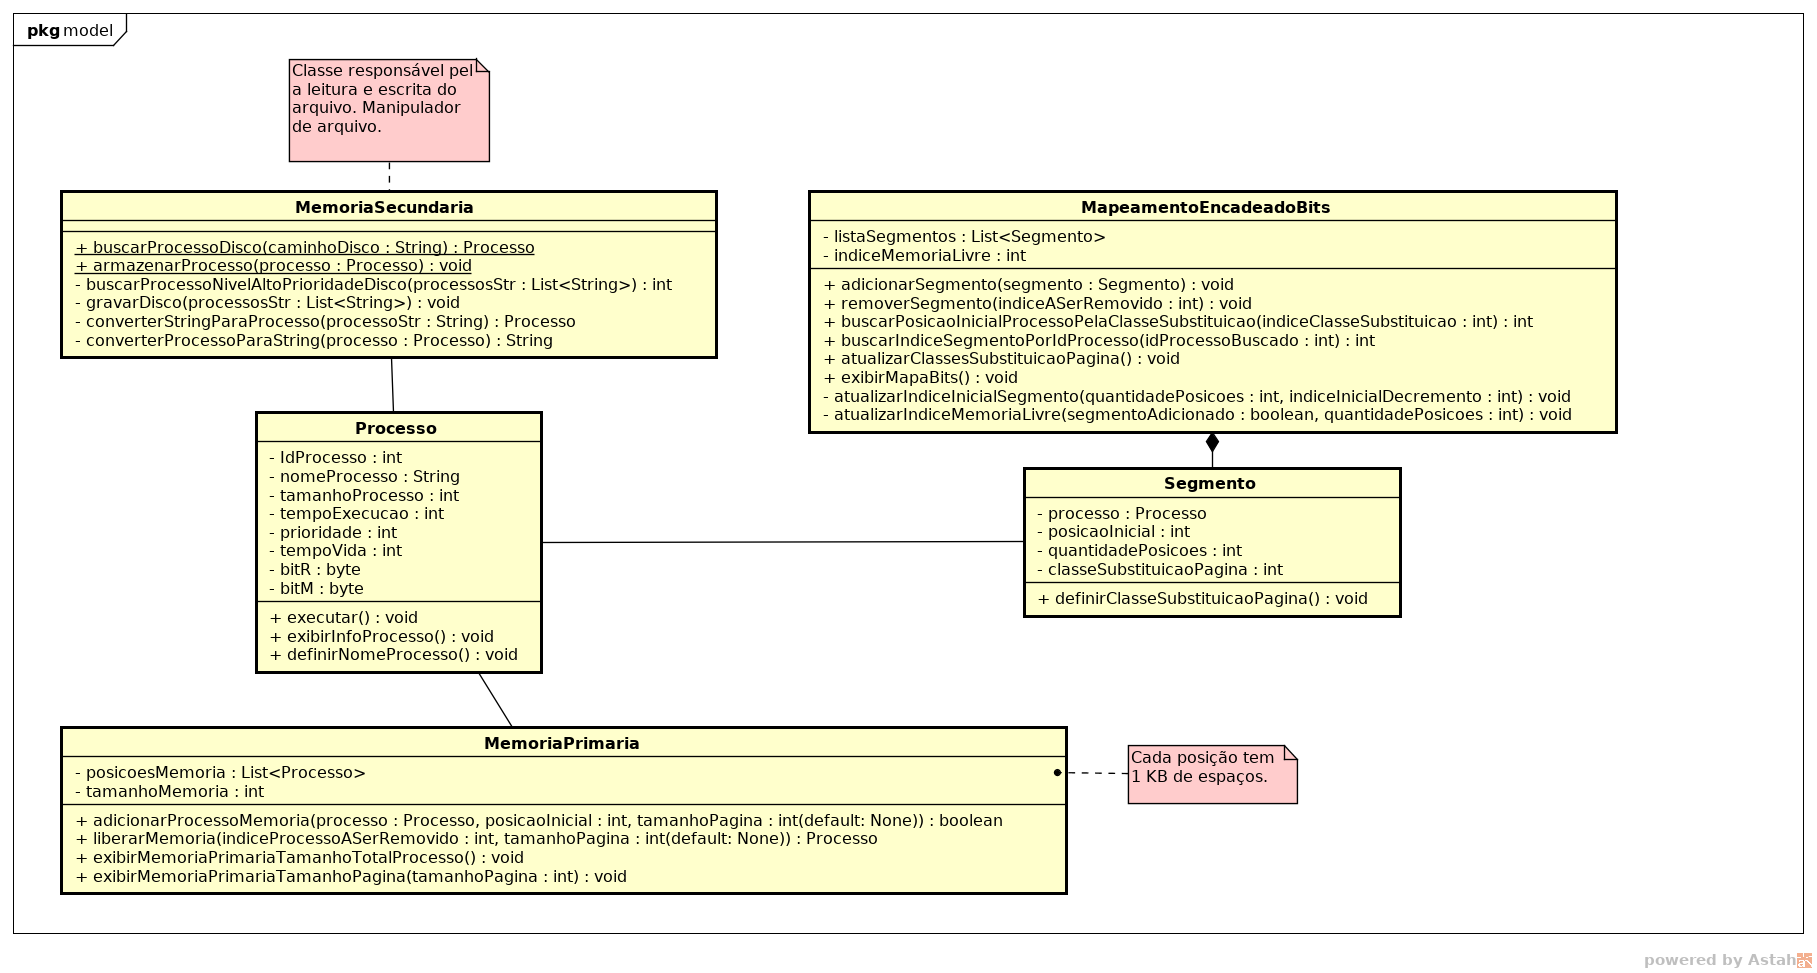 pkg model
Classe responsável pel
a leitura e escrita do
arquivo. Manipulador
de arquivo.
MemoriaSecundaria
+ buscarProcessoDisco(caminhoDisco : String) : Processo
+ armazenarProcesso(processo : Processo) : void
- buscarProcessoNivelAltoPrioridadeDisco(processosStr : List<String>) : int
- gravarDisco(processosStr : List<String>) : void
- converterStringParaProcesso(processoStr : String) : Processo
- converterProcessoParaString(processo : Processo) : String
MapeamentoEncadeadoBits
- listaSegmentos : List<Segmento>
- indiceMemoriaLivre : int
+ adicionarSegmento(segmento : Segmento) : void
+ removerSegmento(indiceASerRemovido : int) : void
+ buscarPosicaoInicialProcessoPelaClasseSubstituicao(indiceClasseSubstituicao : int) : int
+ buscarIndiceSegmentoPorIdProcesso(idProcessoBuscado : int) : int
+ atualizarClassesSubstituicaoPagina() : void
+ exibirMapaBits() : void
- atualizarIndiceInicialSegmento(quantidadePosicoes : int, indiceInicialDecremento : int) : void
- atualizarIndiceMemoriaLivre(segmentoAdicionado : boolean, quantidadePosicoes : int) : void
Processo
- IdProcesso : int
- nomeProcesso : String
- tamanhoProcesso : int
- tempoExecucao : int
- prioridade : int
- tempoVida : int
- bitR : byte
- bitM : byte
+ executar() : void
+ exibirInfoProcesso() : void
+ definirNomeProcesso() : void
Segmento
- processo : Processo
- posicaoInicial : int
- quantidadePosicoes : int
- classeSubstituicaoPagina : int
+ definirClasseSubstituicaoPagina() : void
MemoriaPrimaria
- posicoesMemoria : List<Processo>
- tamanhoMemoria : int
+ adicionarProcessoMemoria(processo : Processo, posicaoInicial : int, tamanhoPagina : int(default: None)) : boolean
+ liberarMemoria(indiceProcessoASerRemovido : int, tamanhoPagina : int(default: None)) : Processo
+ exibirMemoriaPrimariaTamanhoTotalProcesso() : void
+ exibirMemoriaPrimariaTamanhoPagina(tamanhoPagina : int) : void
Cada posição tem
1 KB de espaços.
powered by Astah